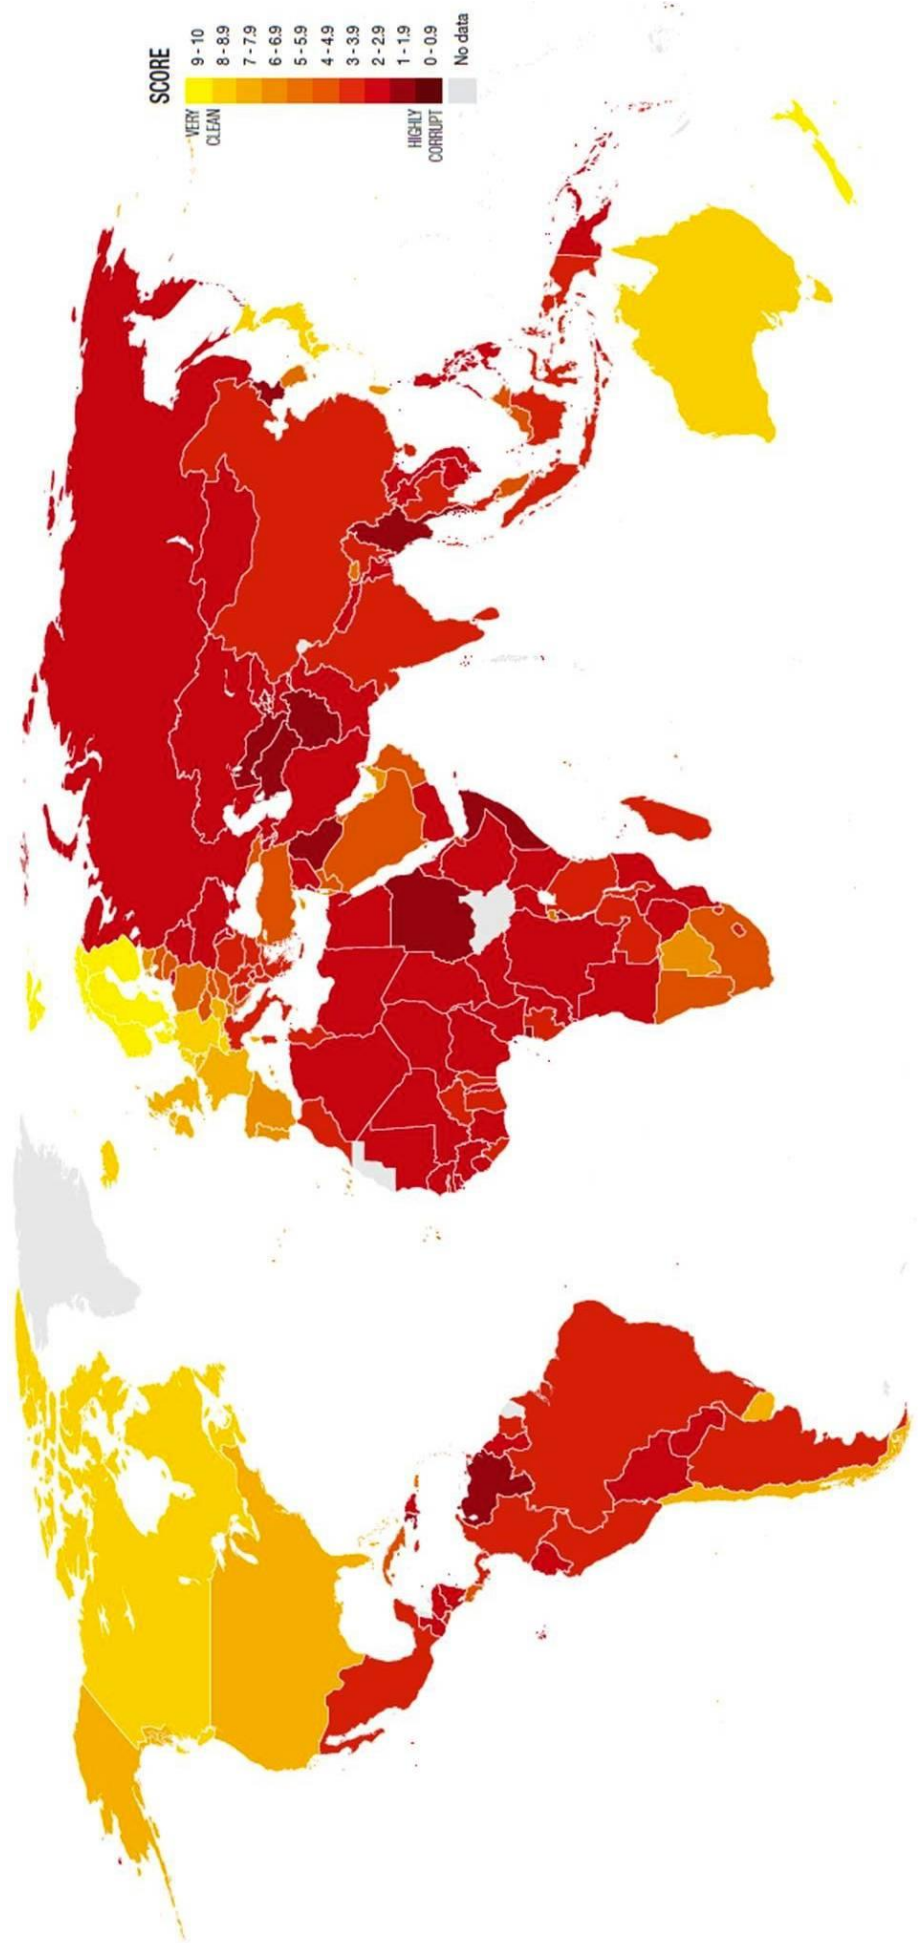 SCORE
VERY
CLEAN
9 - 10
8 - 8.9
7 - 7.9
6 - 6.9
5 - 5.9
4 - 4.9
3 - 3.9
2 - 2.9
1 - 1.9
0 - 0.9
HIGHLY
CORRUPT
No data